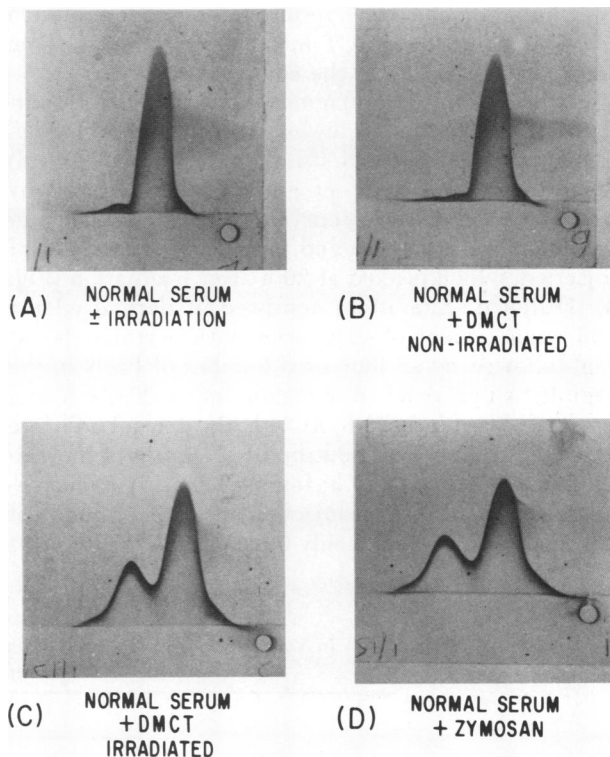 (A) NORMAL SERUM
± IRRADIATION
(B) NORMAL SERUM
+ DMCT
NON-IRRADIATED
(C) NORMAL SERUM
+ DMCT
IRRADIATED
(D) NORMAL SERUM
+ ZYMOSAN